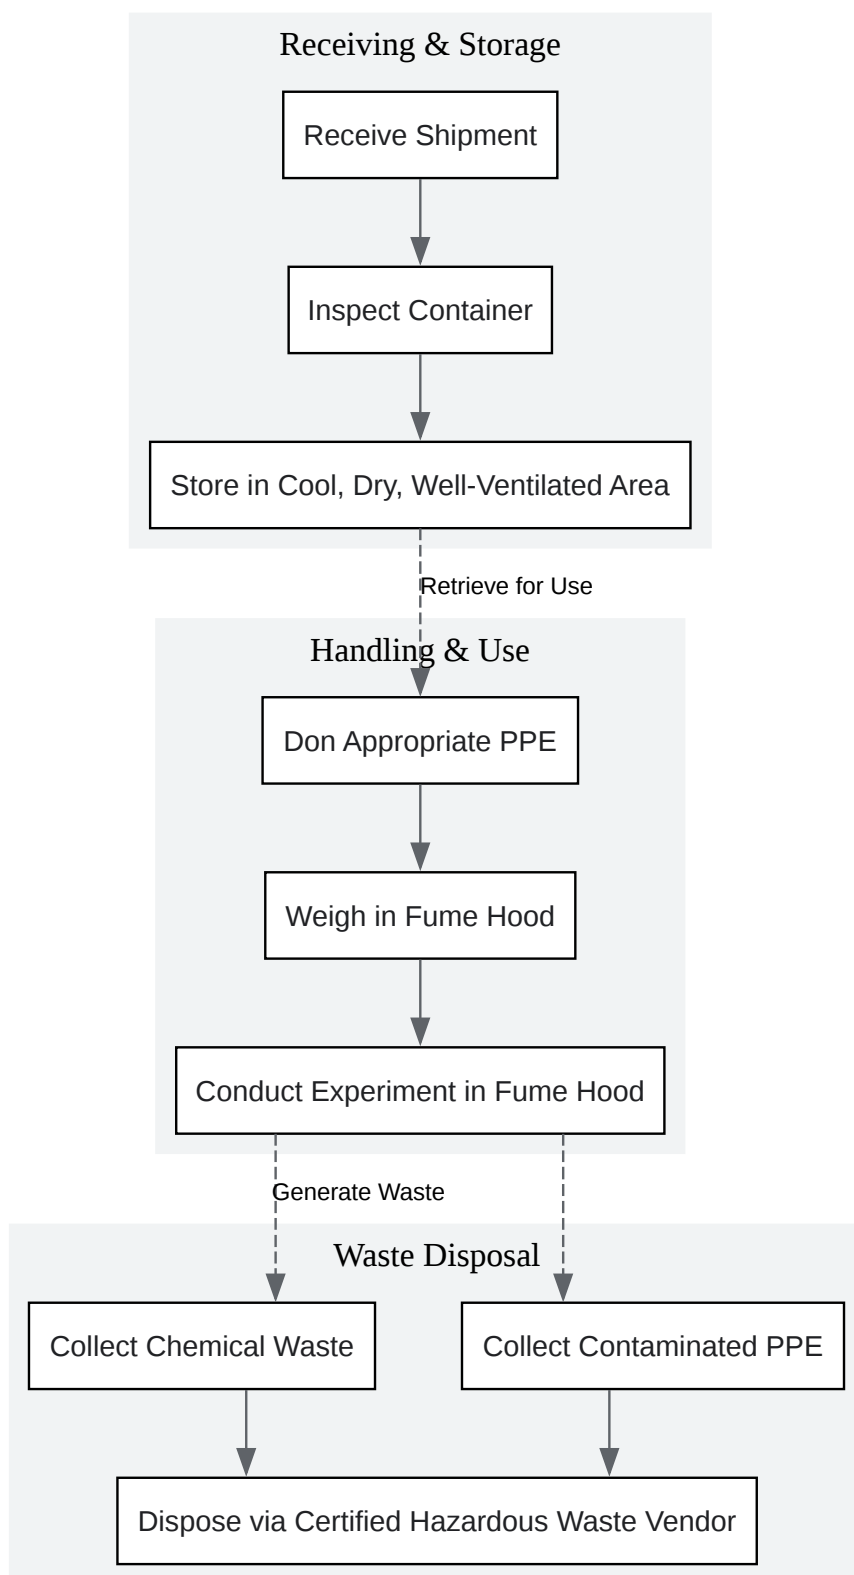 Receiving & Storage
Receive Shipment
Inspect Container
Store in Cool, Dry, Well-Ventilated Area
Retrieve for Use
Handling & Use
Don Appropriate PPE
Weigh in Fume Hood
Conduct Experiment in Fume Hood
Generate Waste
Waste Disposal
Collect Chemical Waste
Collect Contaminated PPE
Dispose via Certified Hazardous Waste Vendor